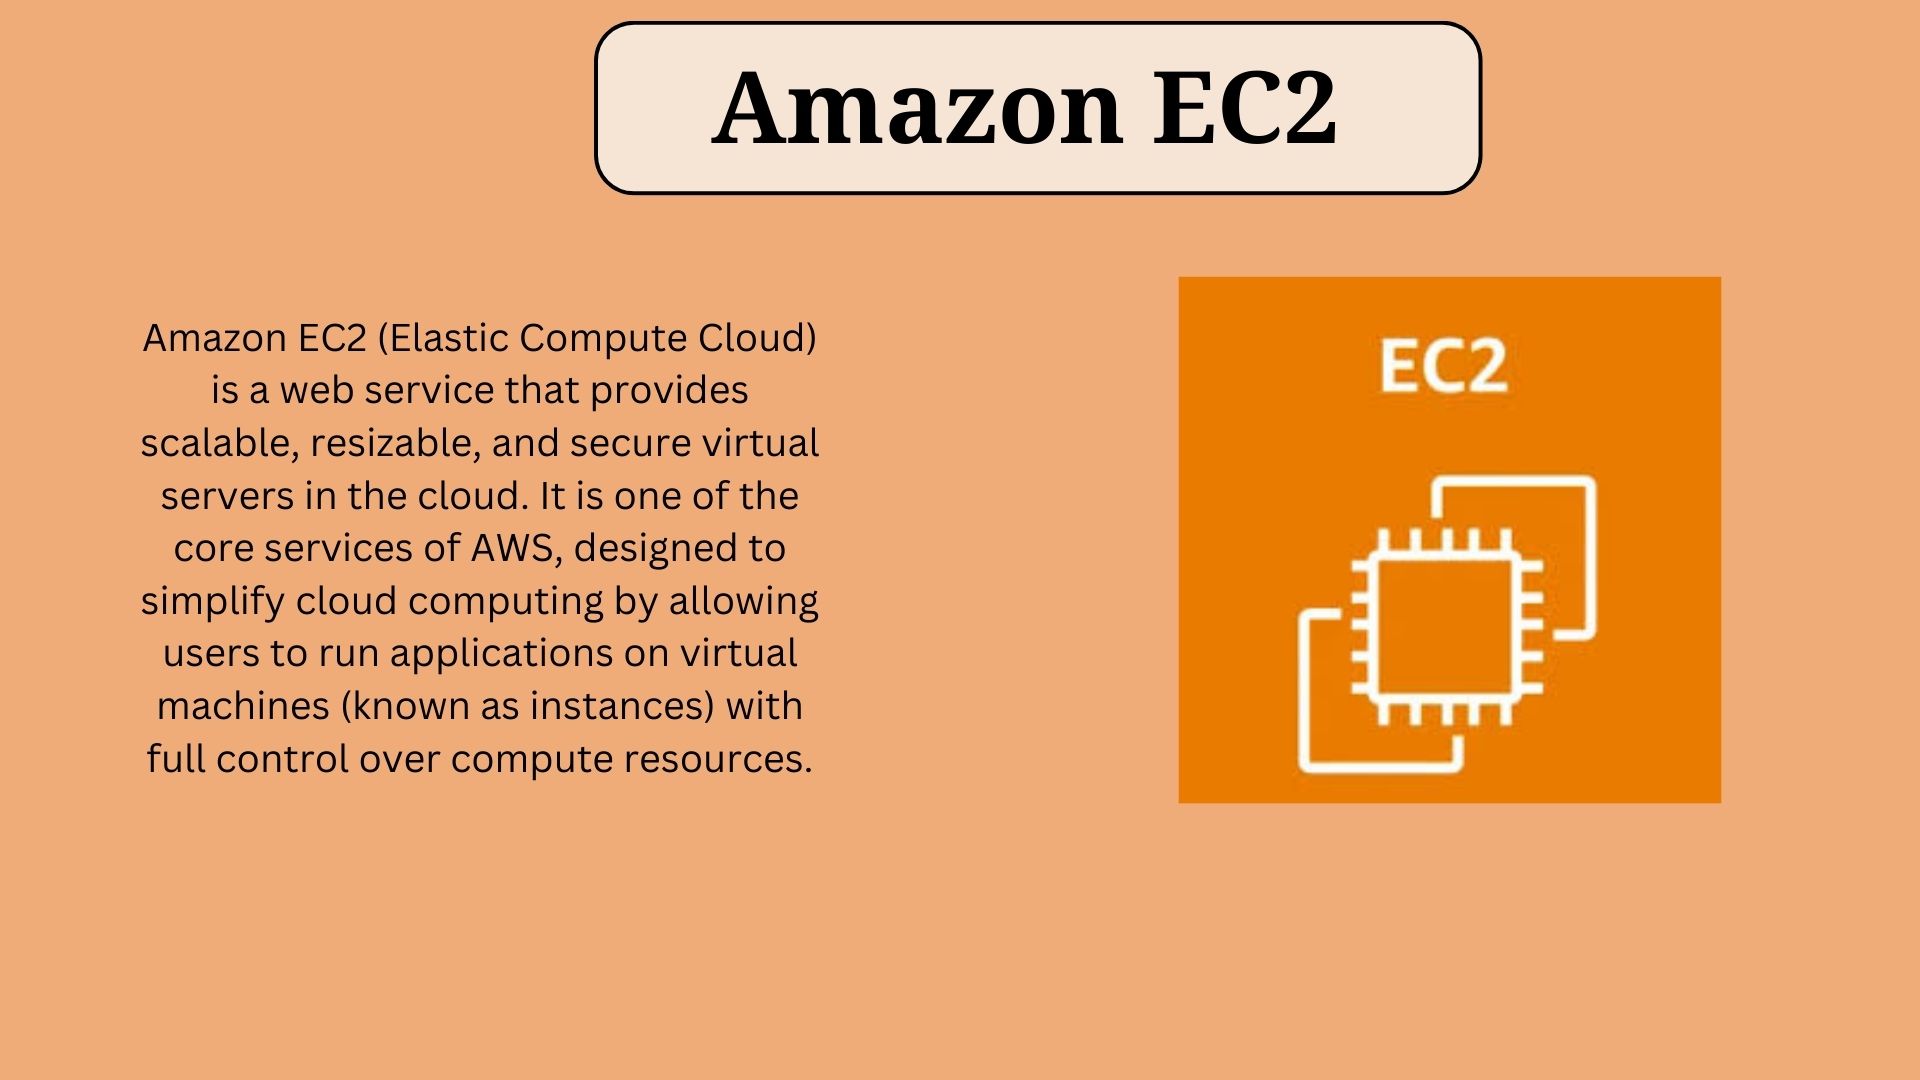 Amazon EC2
Amazon EC2 (Elastic Compute Cloud)
is a web service that provides
scalable, resizable, and secure virtual
servers in the cloud. It is one of the
core services of AWS, designed to
simplify cloud computing by allowing
users to run applications on virtual
machines (known as instances) with
full control over compute resources.
EC2